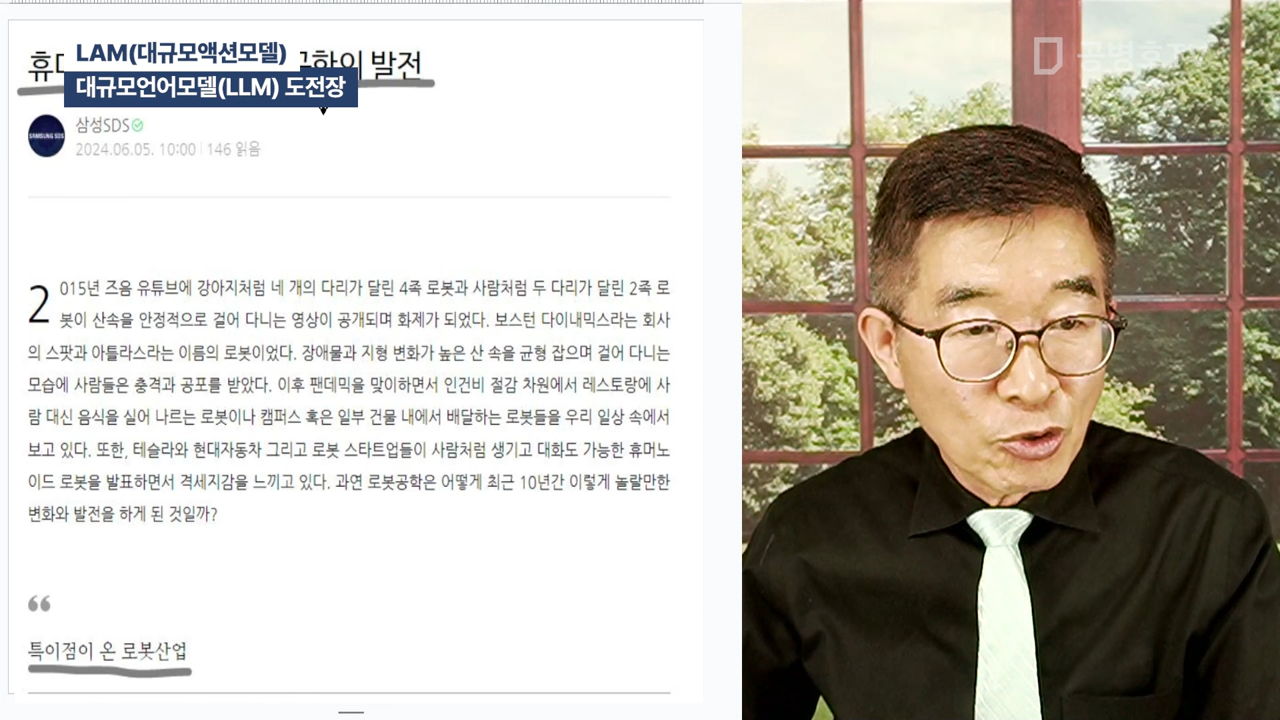 LAM(대규모액션모델)
대규모언어모델(LLM) 도전장
발전
SAMSUNG SDS
삼성SDS
2024.06.05. 10:00 | 146 읽음
2015년 즈음 유튜브에 강아지처럼 네 개의 다리가 달린 4족 로봇과 사람처럼 두 다리가 달린 2족 로
봇이 산속을 안정적으로 걸어 다니는 영상이 공개되며 화제가 되었다. 보스턴 다이내믹스라는 회사
의 스팟과 아틀라스라는 이름의 로봇이었다. 장애물과 지형 변화가 높은 산 속을 균형 잡으며 걸어 다니는
모습에 사람들은 충격과 공포를 받았다. 이후 팬데믹을 맞이하면서 인건비 절감 차원에서 레스토랑에 사
람 대신 음식을 실어 나르는 로봇이나 캠퍼스 혹은 일부 건물 내에서 배달하는 로봇들을 우리 일상 속에서
보고 있다. 또한, 테슬라와 현대자동차 그리고 로봇 스타트업들이 사람처럼 생기고 대화도 가능한 휴머노
이드 로봇을 발표하면서 격세지감을 느끼고 있다. 과연 로봇공학은 어떻게 최근 10년간 이렇게 놀랄만한
변화와 발전을 하게 된 것일까?
특이점이 온 로봇산업